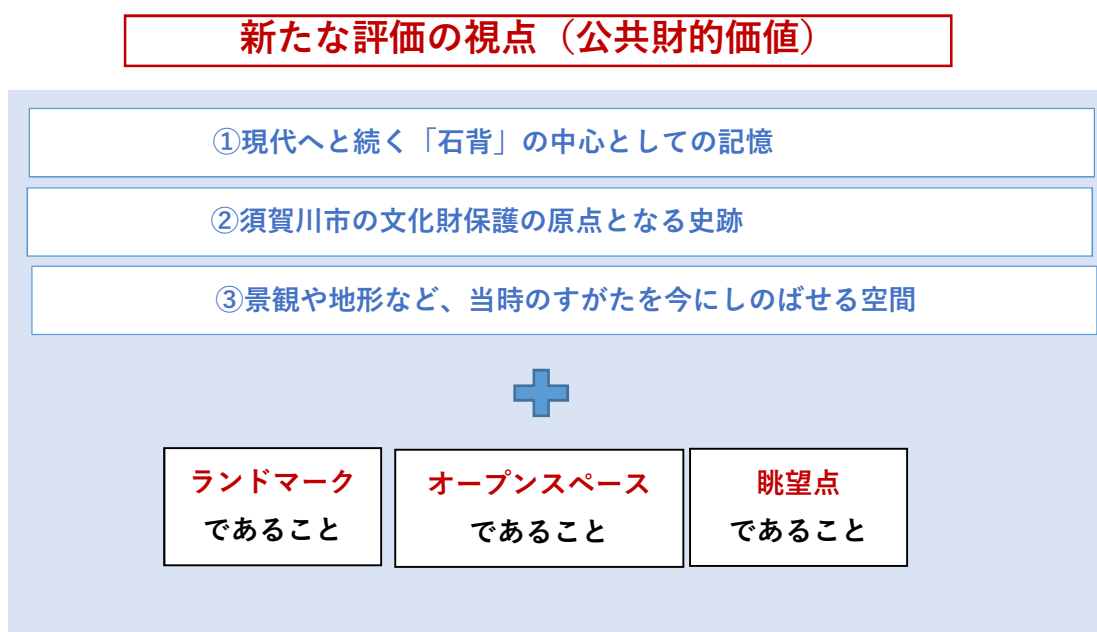 新たな評価の視点（公共財的価値）
①現代へと続く「石背」の中心としての記憶
②須賀川市の文化財保護の原点となる史跡
③景観や地形など、当時のすがたを今にしのばせる空間
ランドマーク
であること
オープンスペース
であること
眺望点
であること